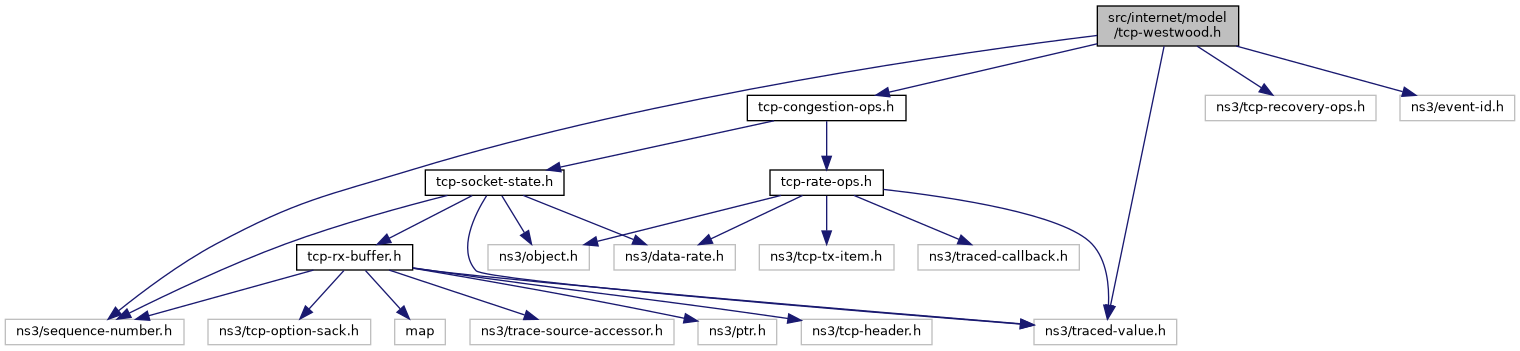 src/internet/model
/tcp-westwood.h
tcp-congestion-ops.h
ns3/tcp-recovery-ops.h
ns3/event-id.h
tcp-socket-state.h
tcp-rate-ops.h
tcp-rx-buffer.h
ns3/object.h
ns3/data-rate.h
ns3/tcp-tx-item.h
ns3/traced-callback.h
ns3/sequence-number.h
ns3/tcp-option-sack.h
map
ns3/trace-source-accessor.h
ns3/ptr.h
ns3/tcp-header.h
ns3/traced-value.h